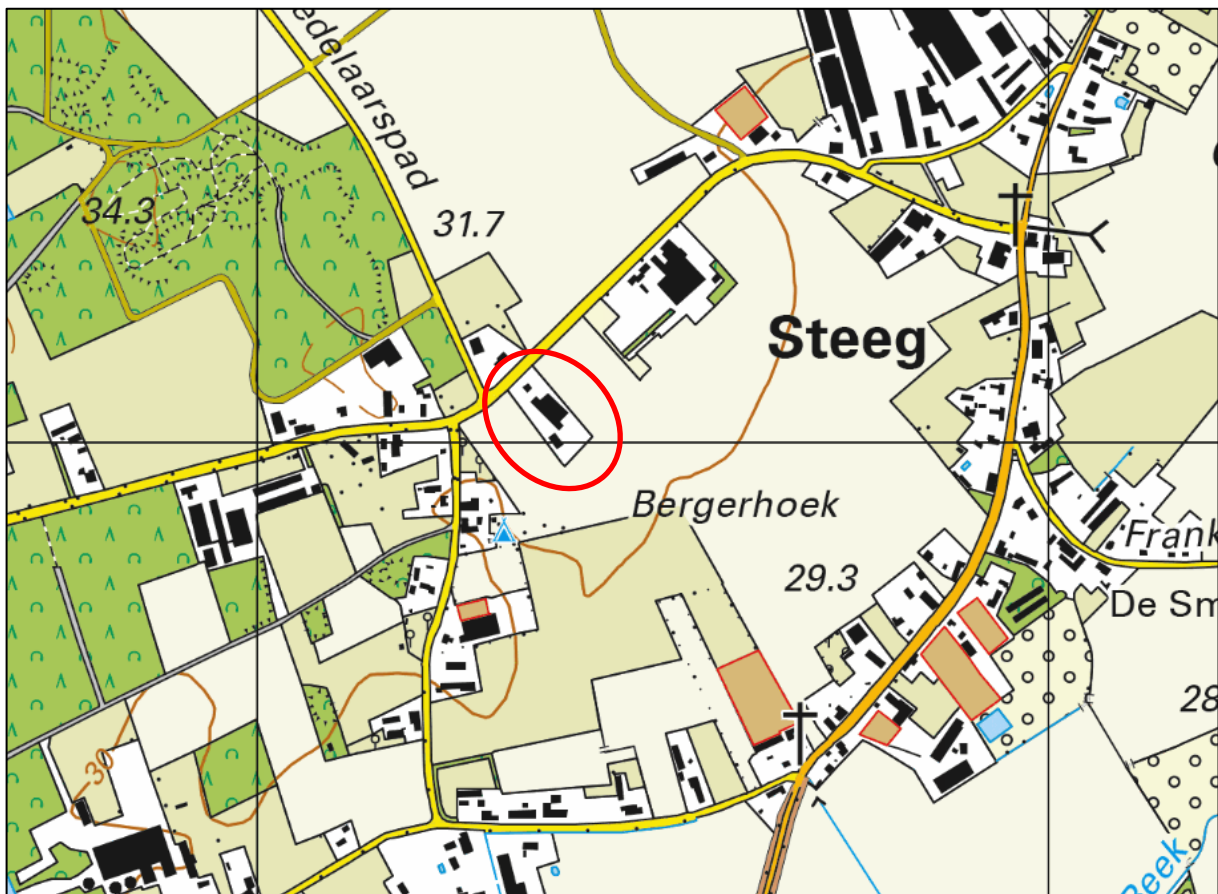 edelaarspad
34.3
31.7
Steeg
Bergerhoek
Frank
29.3
De Sm
28
30
Beek